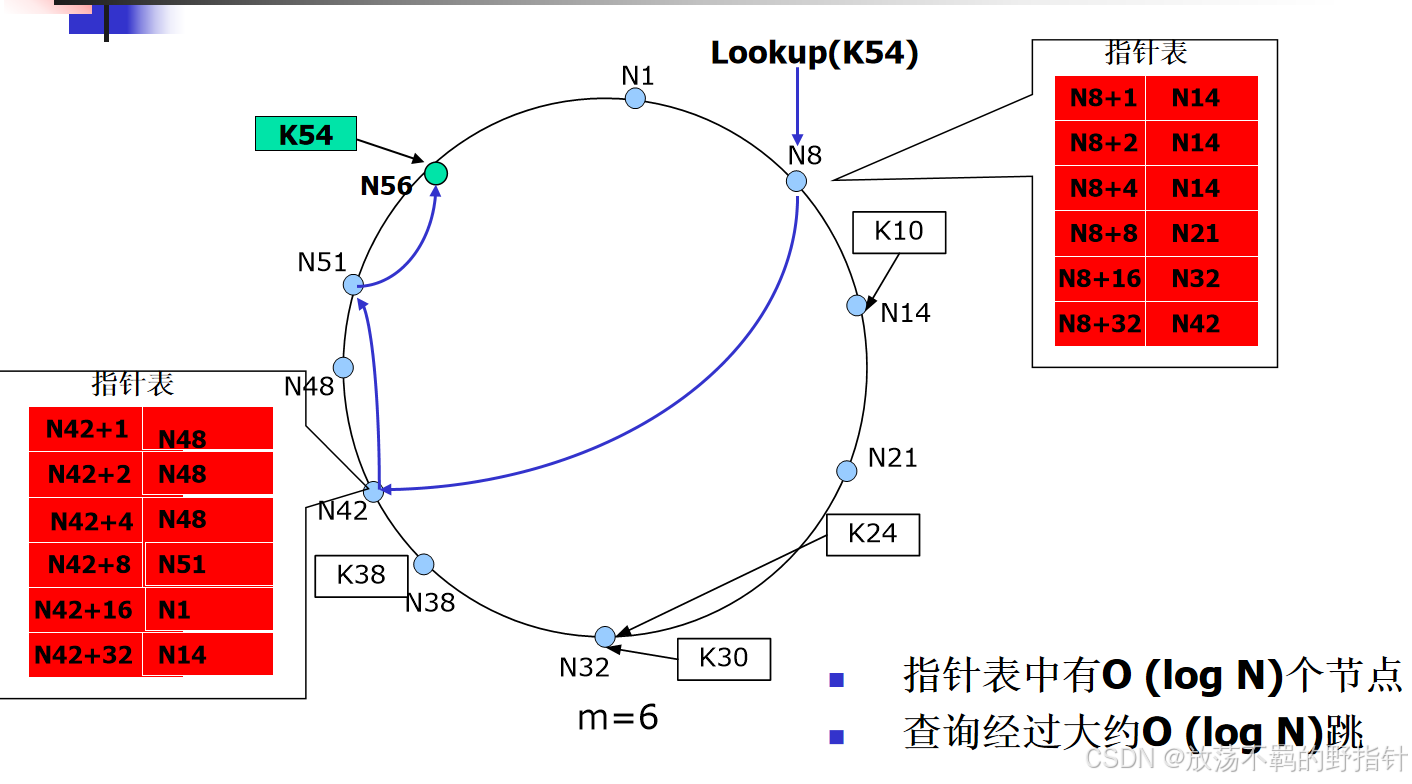 Lookup(K54)
指针表
N8+1 N14
N8+2 N14
N8+4 N14
N8+8 N21
N8+16 N32
N8+32 N42
N1
N8
K54
N56
K10
N51
N14
N48
指针表
N42+1 N48
N42+2 N48
N42+4 N48
N42+8 N51
N42+16 N1
N42+32 N14
N21
N42
K24
K38
N38
N32
K30
m=6
指针表中有O (log N)个节点
查询经过大约O (log N)跳
CSDN @放荡不羁的野指针